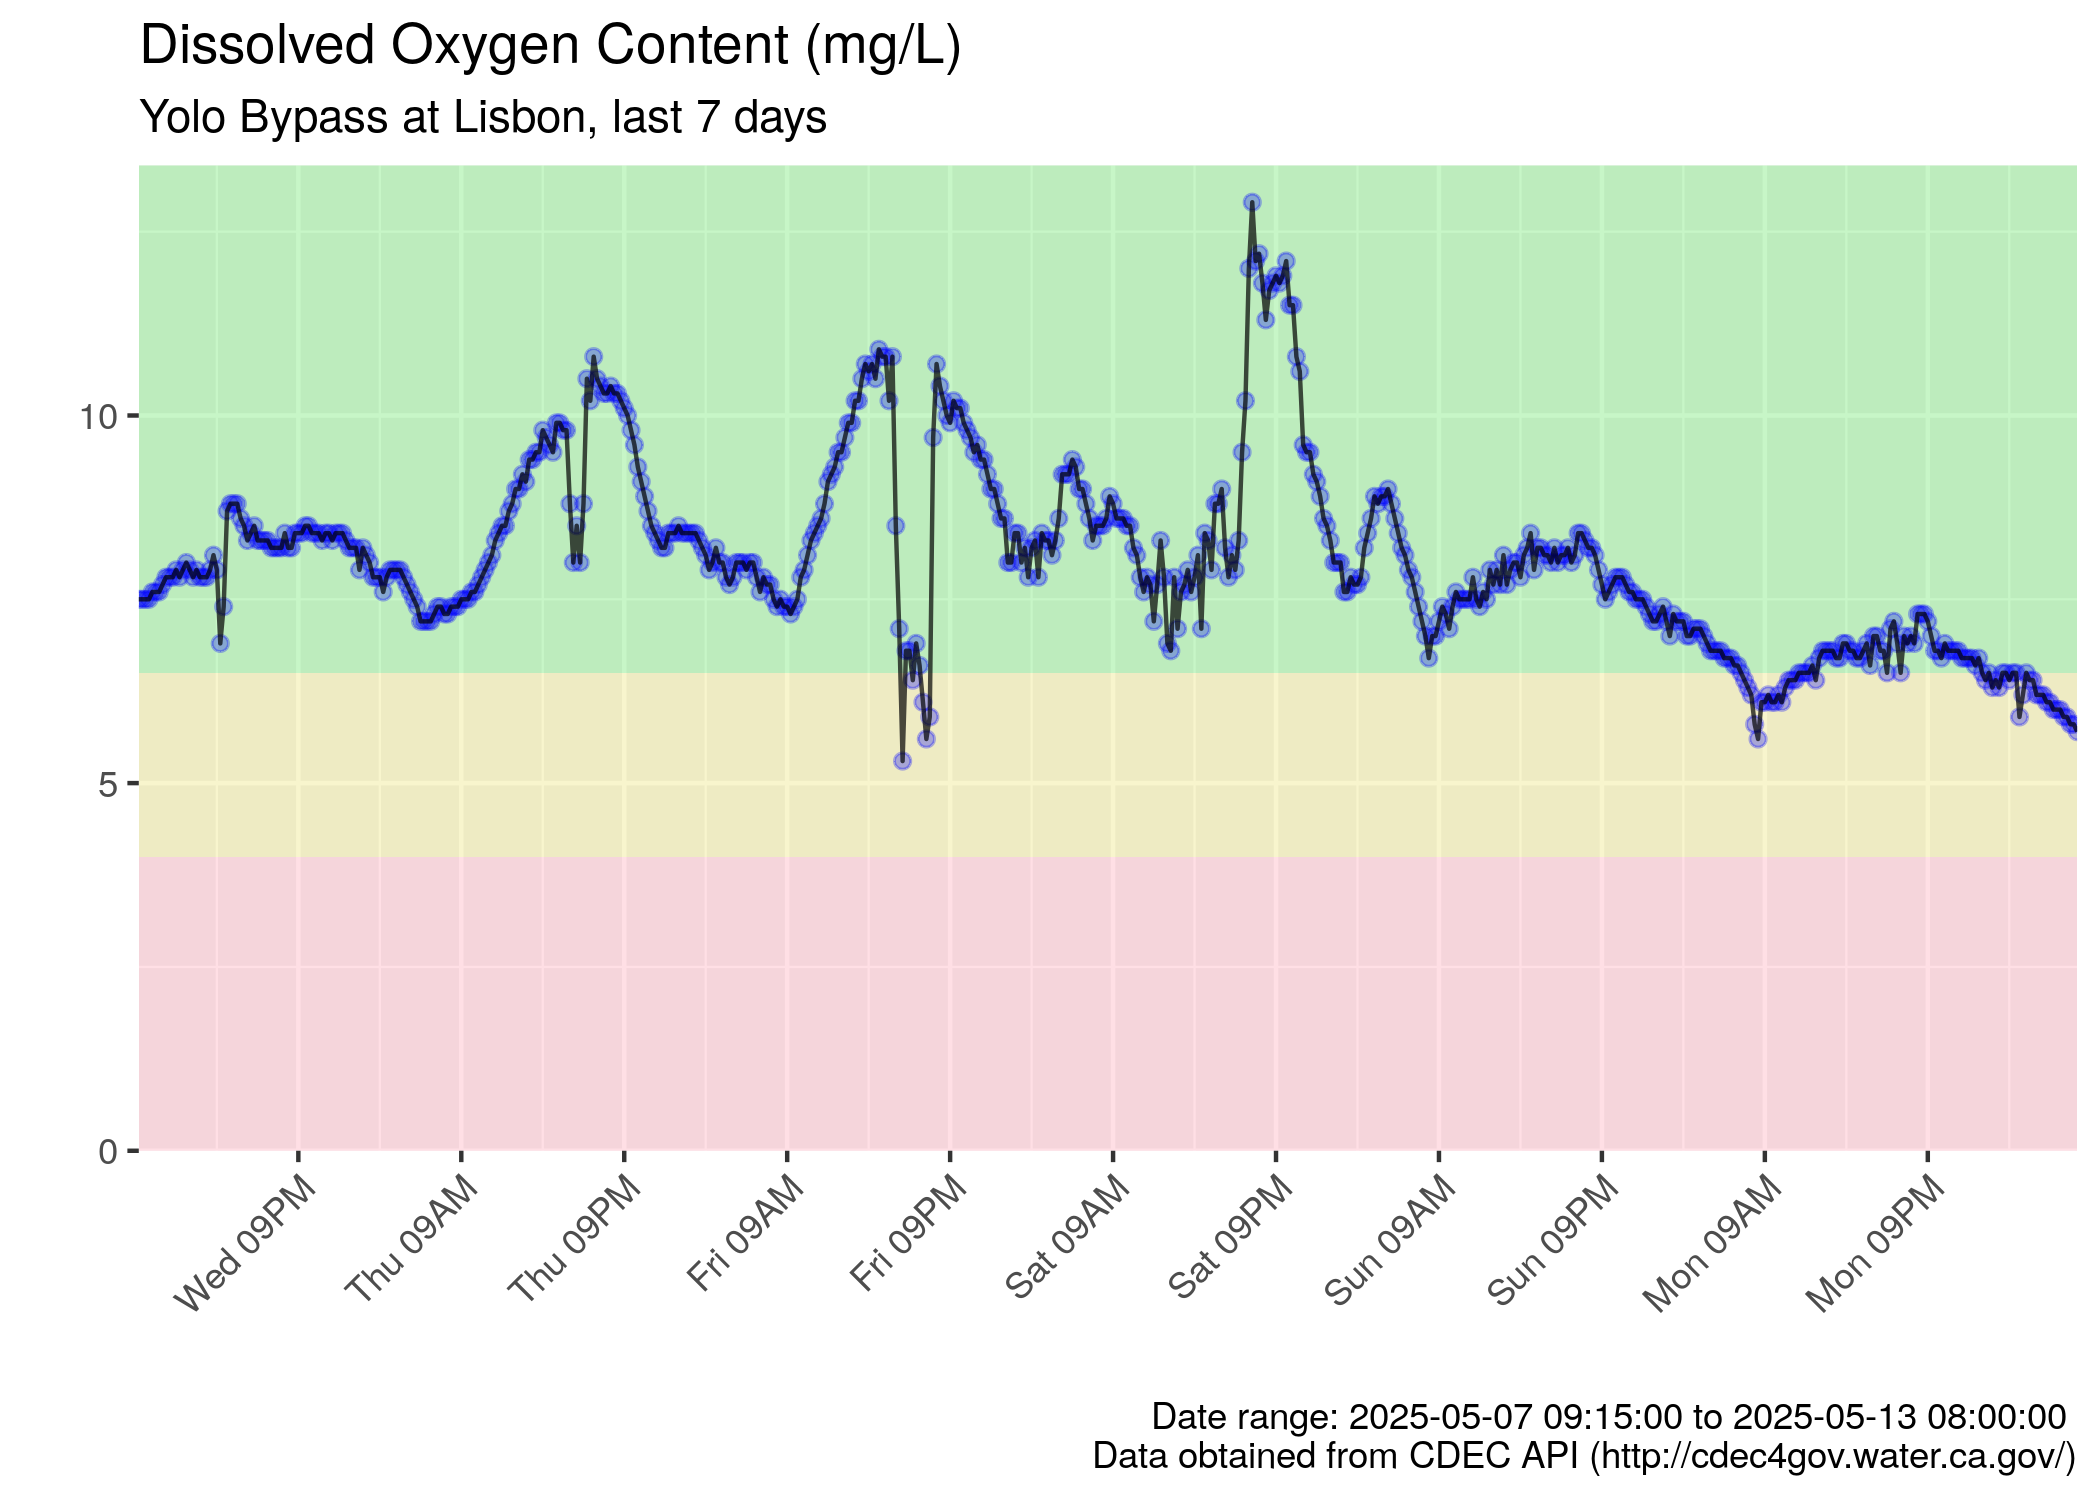 Dissolved Oxygen Content (mg/L)
Yolo Bypass at Lisbon, last 7 days
10
5
0
Wed 09PM
Thu 09AM
Thu 09PM
Fri 09AM
Fri 09PM
Sat 09AM
Sat 09PM
Sun 09AM
Sun 09PM
Mon 09AM
Mon 09PM
Date range: 2025-05-07 09:15:00 to 2025-05-13 08:00:00
Data obtained from CDEC API (http://cdec4gov.water.ca.gov/)